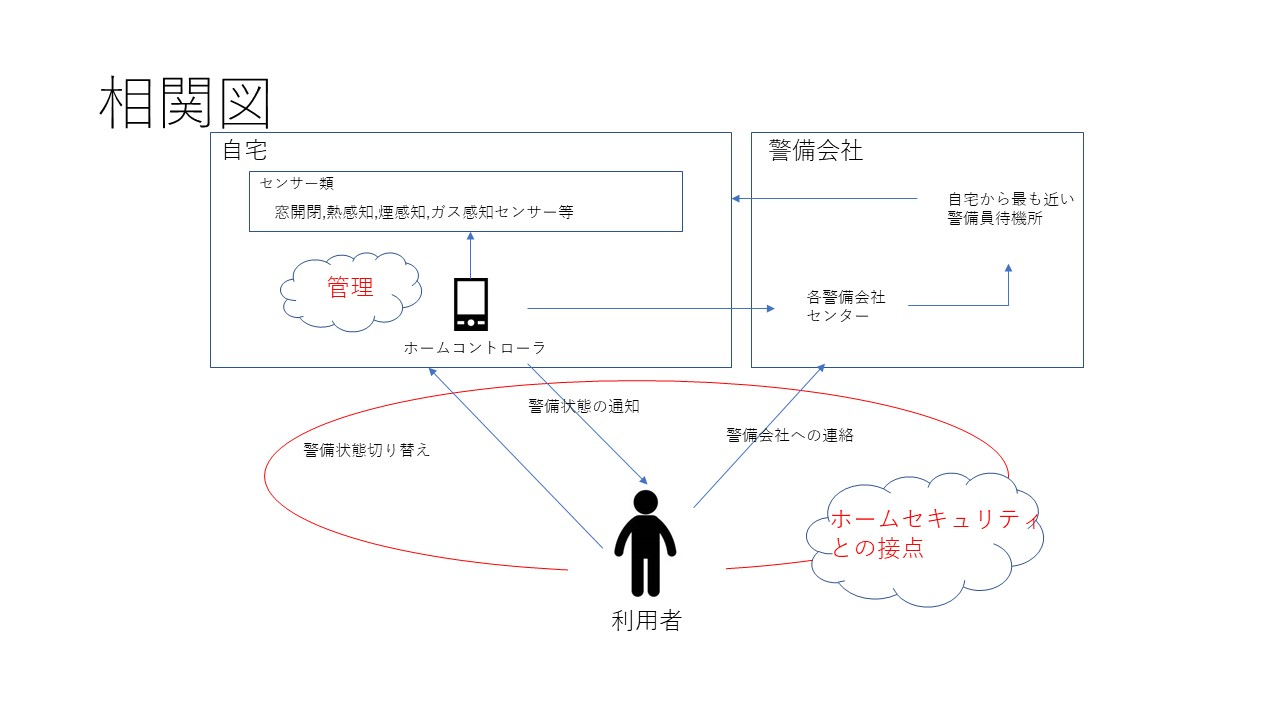 相関図
自宅
センサー類
窓開閉,熱感知,煙感知,ガス感知センサー等
管理
ホームコントローラ
警備会社
自宅から最も近い
警備員待機所
各警備会社
センター
警備状態の通知
警備会社への連絡
警備状態切り替え
ホームセキュリティ
との接点
利用者